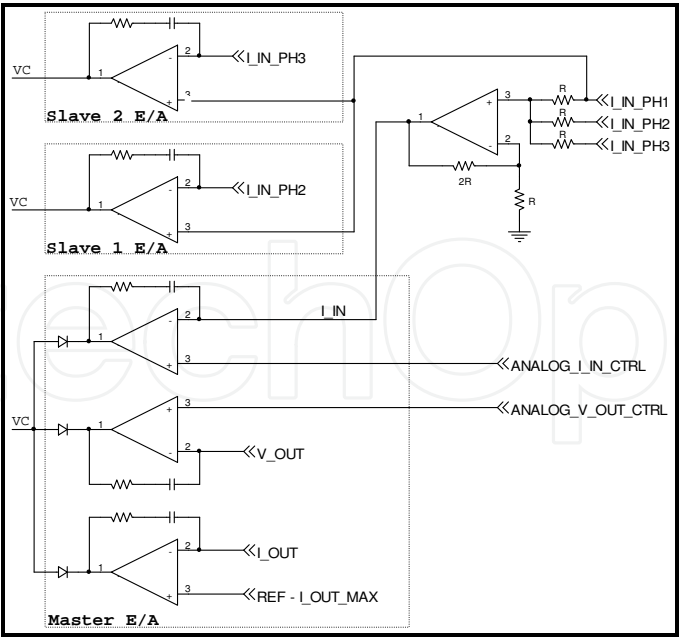 2
I_IN_PH3
VC
1
-
3
+
Slave 2 E/A
3
+
1
2
-
R
I_IN_PH1
R
I_IN_PH2
R
I_IN_PH3
2R
R
2
I_IN_PH2
VC
1
-
3
+
Slave 1 E/A
2
I_IN
1
-
3
+
ANALOG_I_IN_CTRL
3
+
ANALOG_V_OUT_CTRL
VC
1
2
-
V_OUT
2
I_OUT
1
-
3
+
REF - I_OUT_MAX
Master E/A
echOp